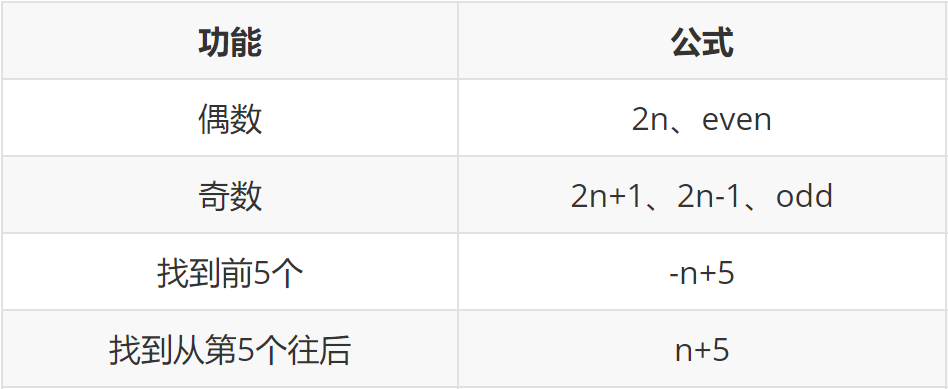 功能 公式
偶数 2n、even
奇数 2n+1、2n-1、odd
找到前5个 -n+5
找到从第5个往后 n+5